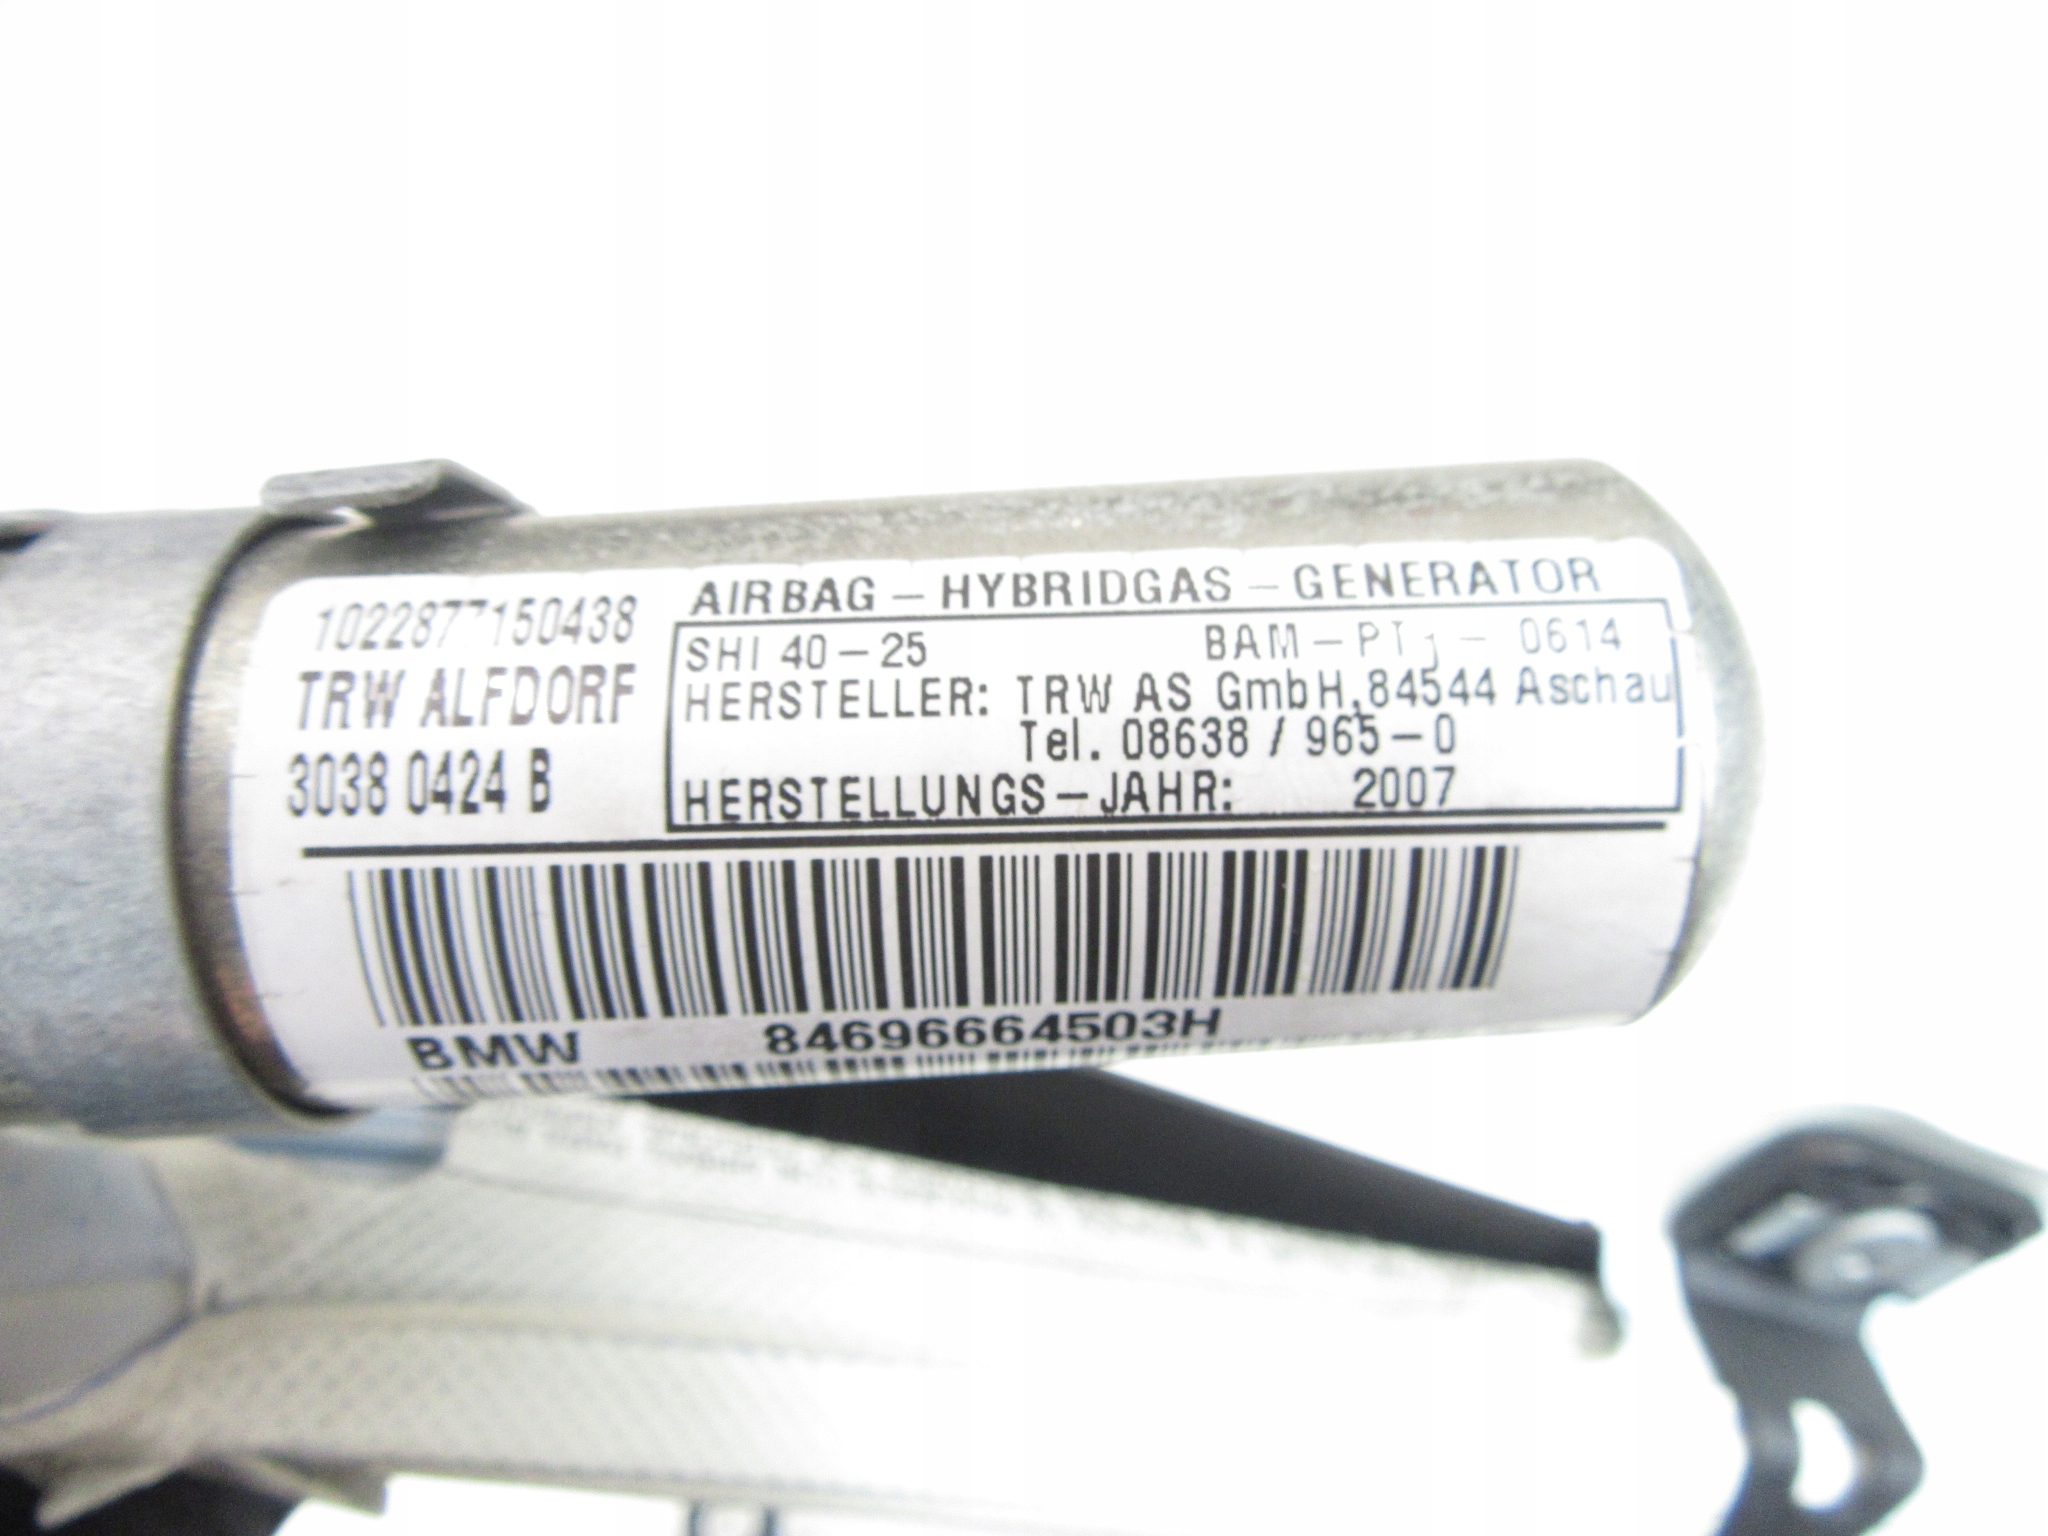 1022877150438
TRW ALFDORF
3038 0424 B
AIRBAG – HYBRIDGAS – GENERATOR
SHI 40 – 25 BAM – PT1 – 0614
HERSTELLER: TRW AS GmbH, 84544 Aschau
Tel. 08638 / 965 – 0
HERSTELLUNGS – JAHR: 2007
BMW 84696664503H